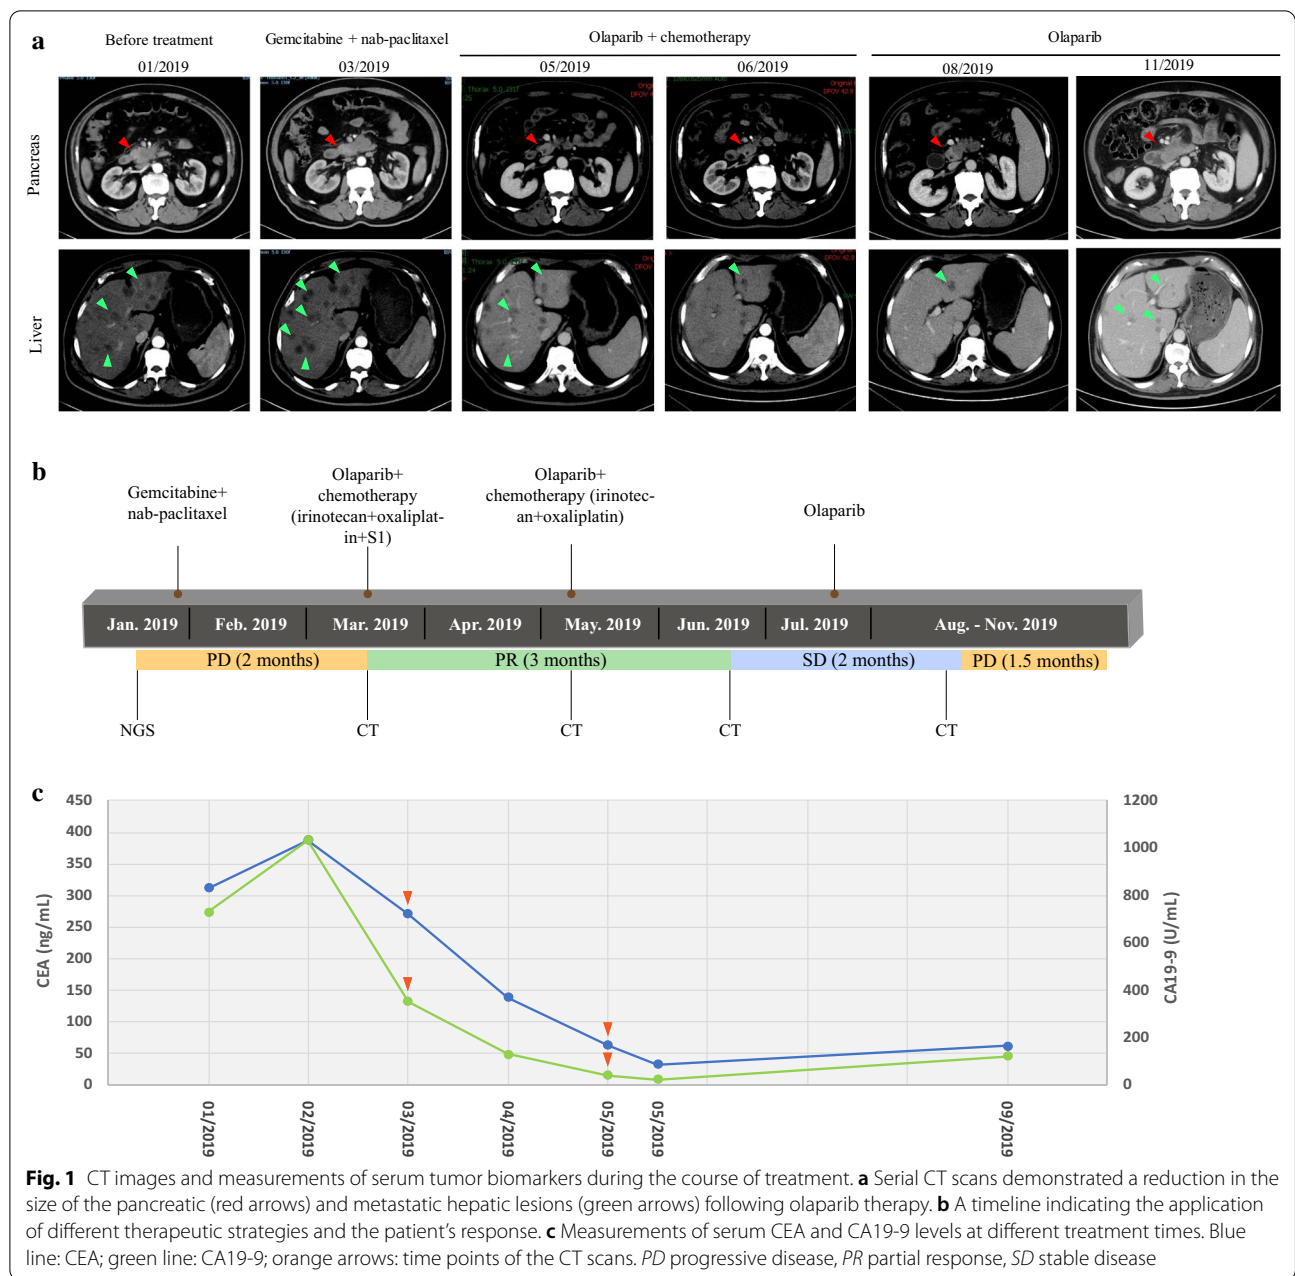 a
Before treatment
Gemcitabine + nab-paclitaxel
Olaparib + chemotherapy
Olaparib
01/2019
03/2019
05/2019
06/2019
08/2019
11/2019
Pancreas
Liver
b
Gemcitabine+
nab-paclitaxel
Olaparib+
chemotherapy
(irinotecan+oxaliplat-
in+S1)
Olaparib+
chemotherapy (irinotec-
an+oxaliplatin)
Olaparib
Jan. 2019
Feb. 2019
Mar. 2019
Apr. 2019
May. 2019
Jun. 2019
Jul. 2019
Aug. - Nov. 2019
PD (2 months)
PR (3 months)
SD (2 months)
PD (1.5 months)
NGS
CT
CT
CT
CT
c
CEA (ng/mL)
450
400
350
300
250
200
150
100
50
0
1200
1000
800
600
400
200
0
CA19-9 (U/mL)
01/2019
02/2019
03/2019
04/2019
05/2019
05/2019
09/2019
Fig. 1 CT images and measurements of serum tumor biomarkers during the course of treatment. a Serial CT scans demonstrated a reduction in the
size of the pancreatic (red arrows) and metastatic hepatic lesions (green arrows) following olaparib therapy. b A timeline indicating the application
of different therapeutic strategies and the patient's response. c Measurements of serum CEA and CA19-9 levels at different treatment times. Blue
line: CEA; green line: CA19-9; orange arrows: time points of the CT scans. PD progressive disease, PR partial response, SD stable disease